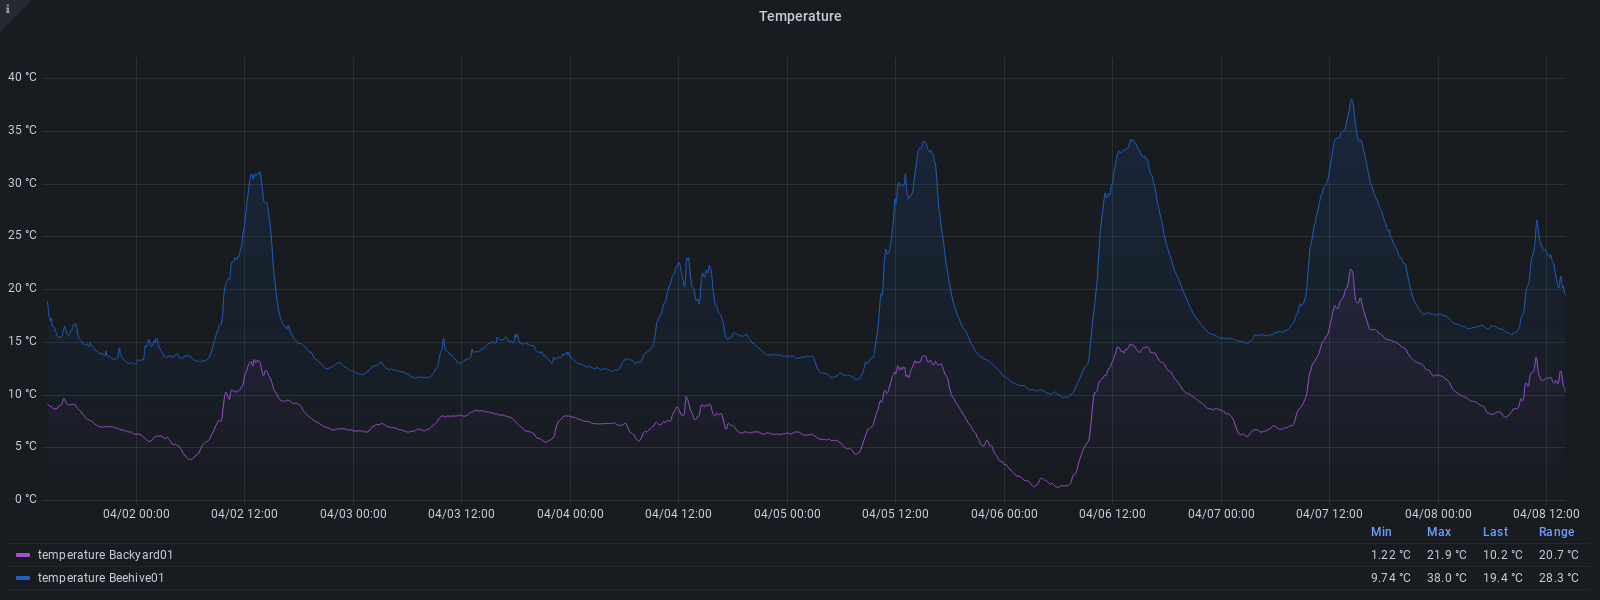 i
Temperature
40 °C
35 °C
30 °C
25 °C
20 °C
15 °C
10 °C
5 °C
0 °C
04/02 00:00 04/02 12:00 04/03 00:00 04/03 12:00 04/04 00:00 04/04 12:00 04/05 00:00 04/05 12:00 04/06 00:00 04/06 12:00 04/07 00:00 04/07 12:00 04/08 00:00 04/08 12:00
Min Max Last Range
temperature Backyard01 1.22 °C 21.9 °C 10.2 °C 20.7 °C
temperature Beehive01 9.74 °C 38.0 °C 19.4 °C 28.3 °C